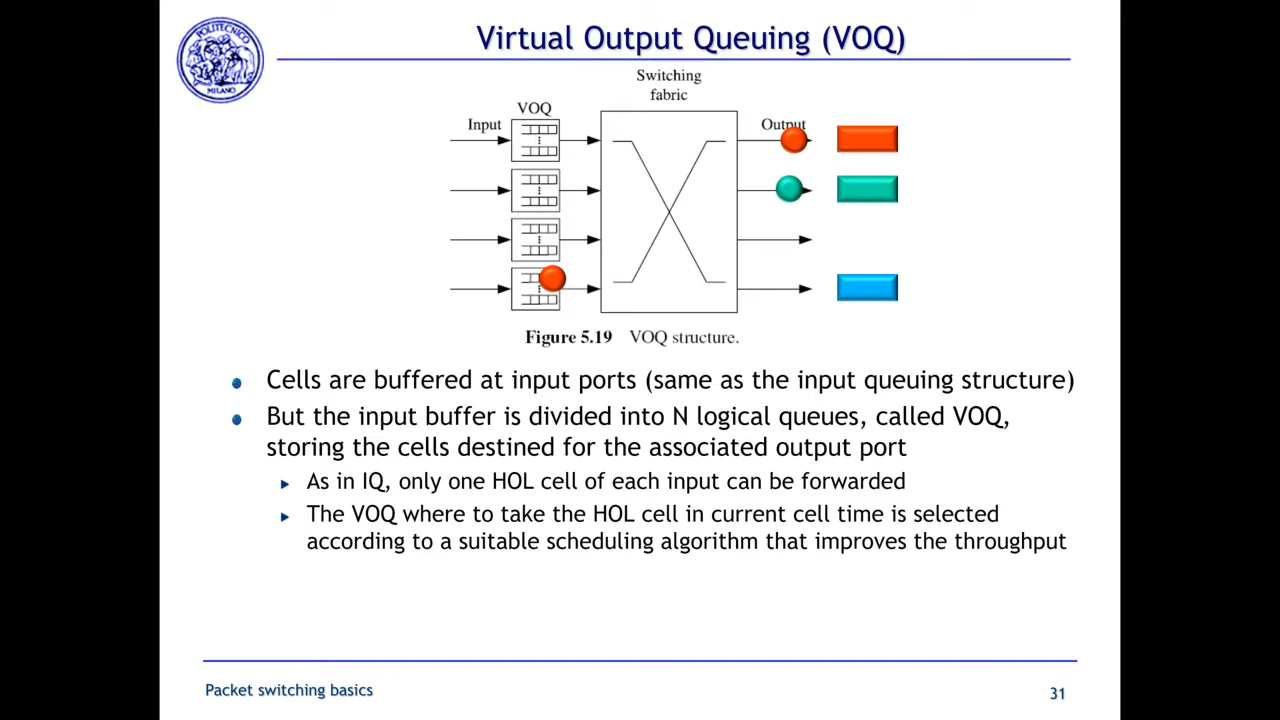 Virtual Output Queuing (VOQ)
POLITECNICO
MILANO
Switching
fabric
VOQ
Input
Output
Figure 5.19 VOQ structure.
Cells are buffered at input ports (same as the input queuing structure)
But the input buffer is divided into N logical queues, called VOQ,
storing the cells destined for the associated output port
As in IQ, only one HOL cell of each input can be forwarded
The VOQ where to take the HOL cell in current cell time is selected
according to a suitable scheduling algorithm that improves the throughput
Packet switching basics
31